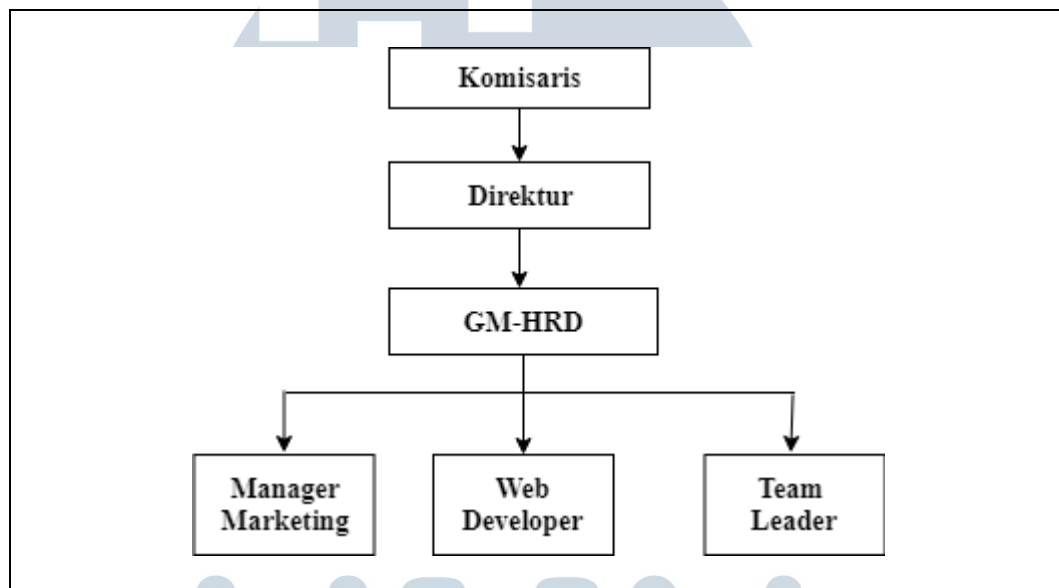 Komisaris
Direktur
GM-HRD
Manager
Marketing
Web
Developer
Team
Leader